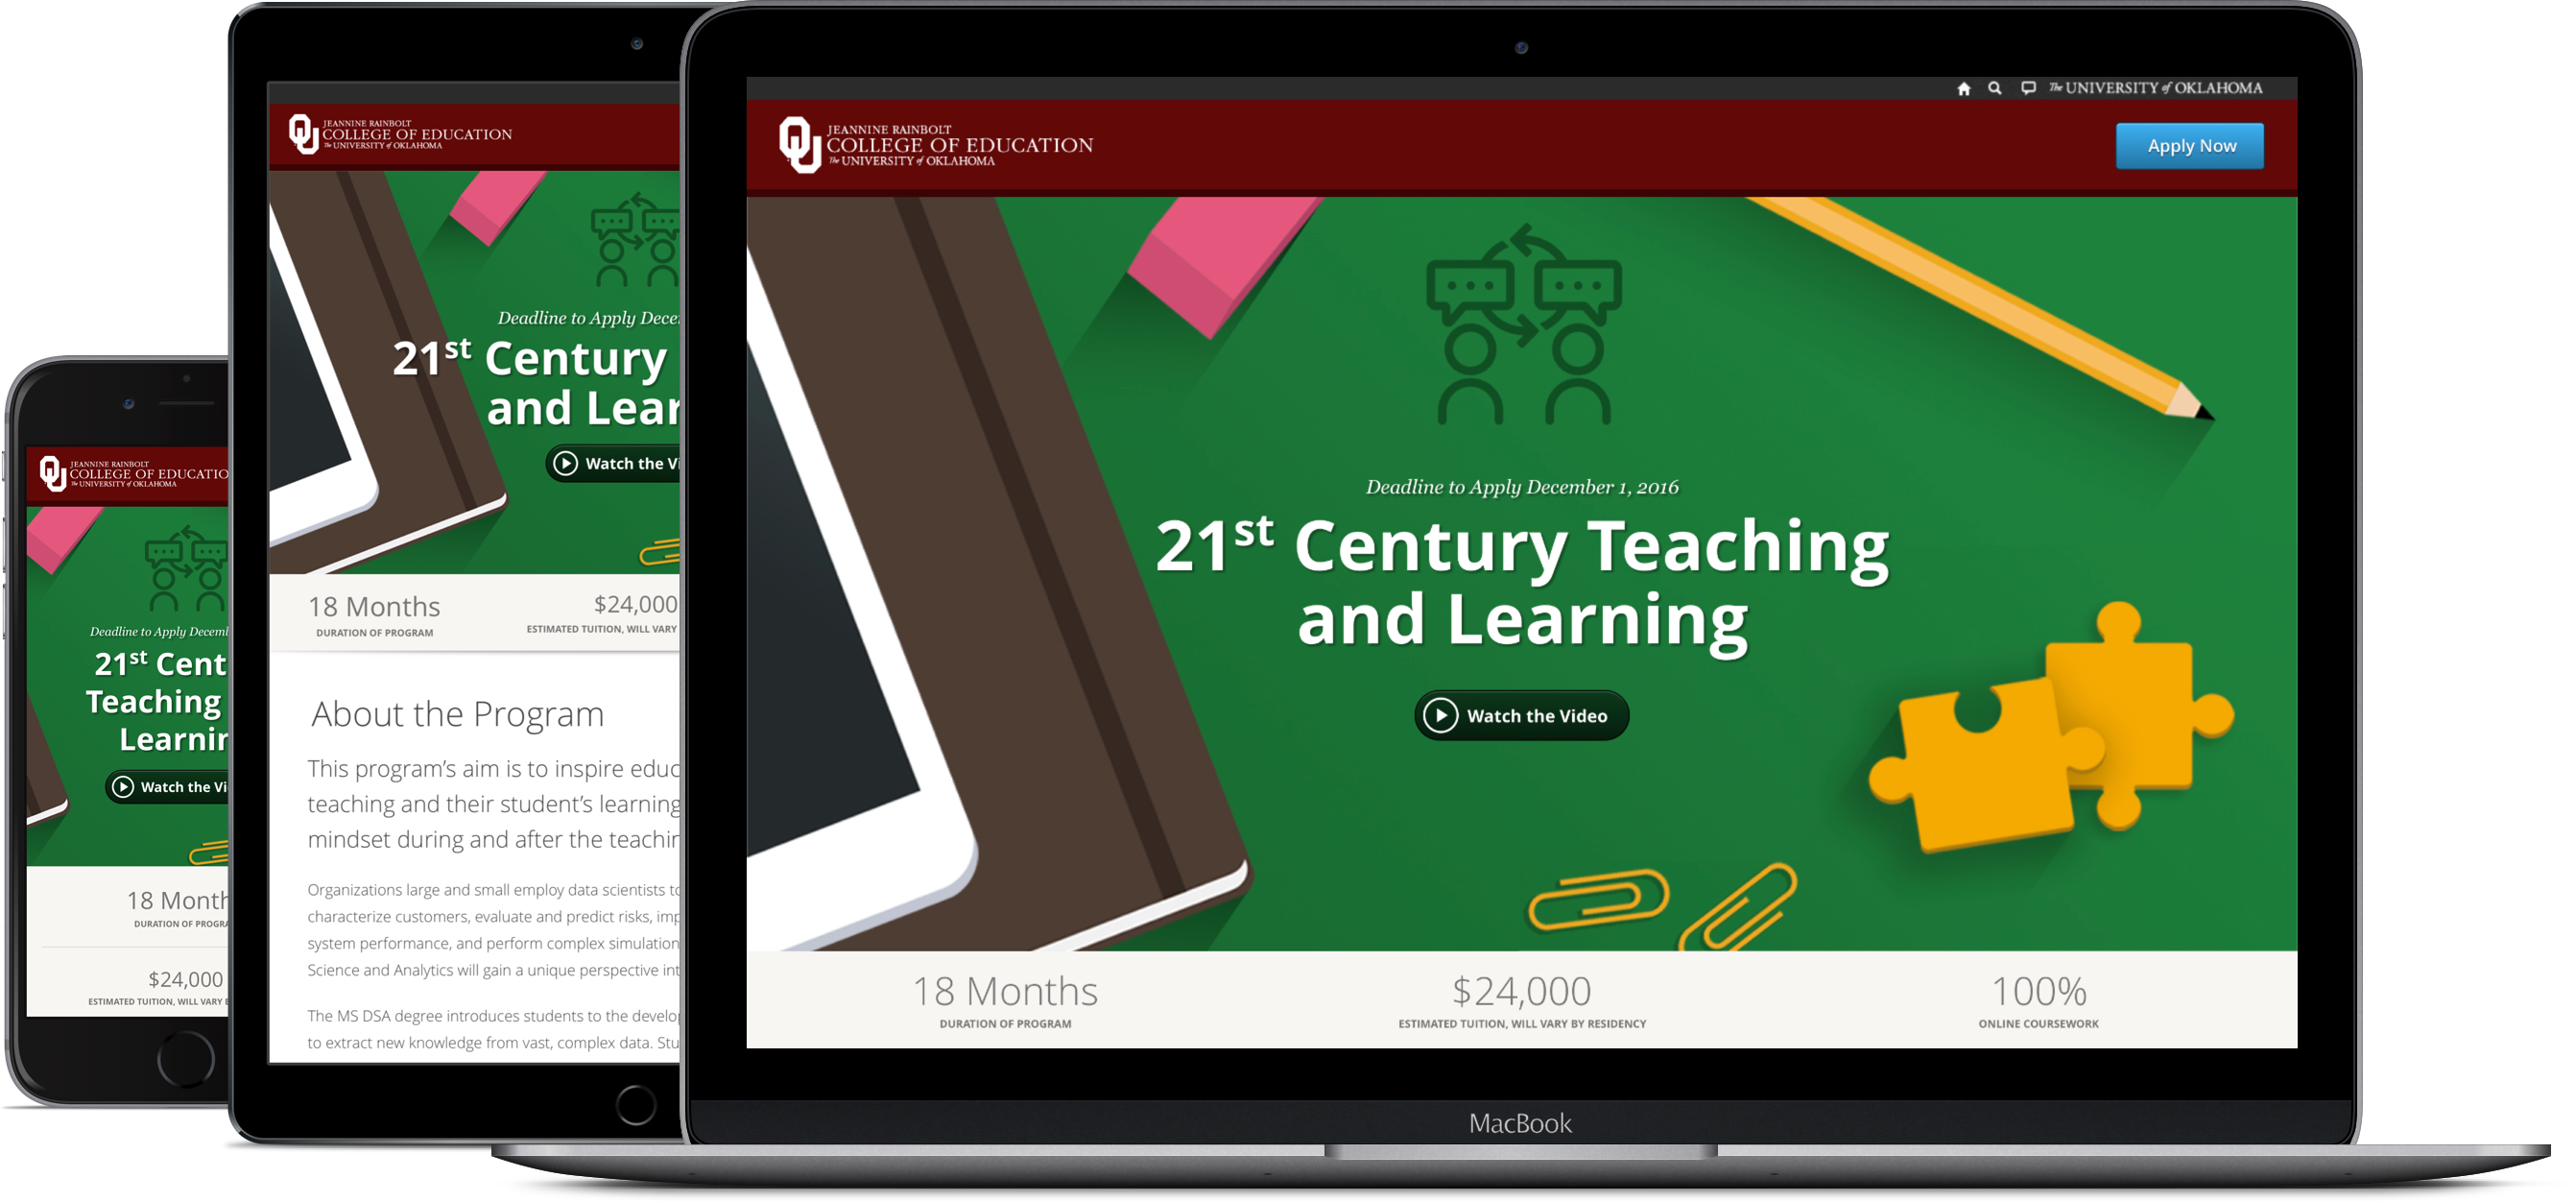 JEANNINE RAINBOLT
COLLEGE OF EDUCATIO
The UNIVERSITY of OKLAHOMA
Deadline to Apply Decem
21st Cent
Teaching
Learnin
Watch the Vi
18 Month
DURATION OF PROGRA
$24,000
ESTIMATED TUITION, WILL VARY
OU
JEANNINE RAINBOLT
COLLEGE OF EDUCATION
The UNIVERSITY of OKLAHOMA
Deadline to Apply Dece
21st Century
and Lear
Watch the Vi
18 Months
DURATION OF PROGRAM
$24,000
ESTIMATED TUITION, WILL VARY
About the Program
This program's aim is to inspire educ
teaching and their student's learning
mindset during and after the teachin
Organizations large and small employ data scientists to
characterize customers, evaluate and predict risks, imp
system performance, and perform complex simulation
Science and Analytics will gain a unique perspective int
The MS DSA degree introduces students to the develop
to extract new knowledge from vast, complex data. Stu
The UNIVERSITY of OKLAHOMA
OU
JEANNINE RAINBOLT
COLLEGE OF EDUCATION
The UNIVERSITY of OKLAHOMA
Apply Now
Deadline to Apply December 1, 2016
21st Century Teaching
and Learning
Watch the Video
18 Months
DURATION OF PROGRAM
$24,000
ESTIMATED TUITION, WILL VARY BY RESIDENCY
100%
ONLINE COURSEWORK
MacBook